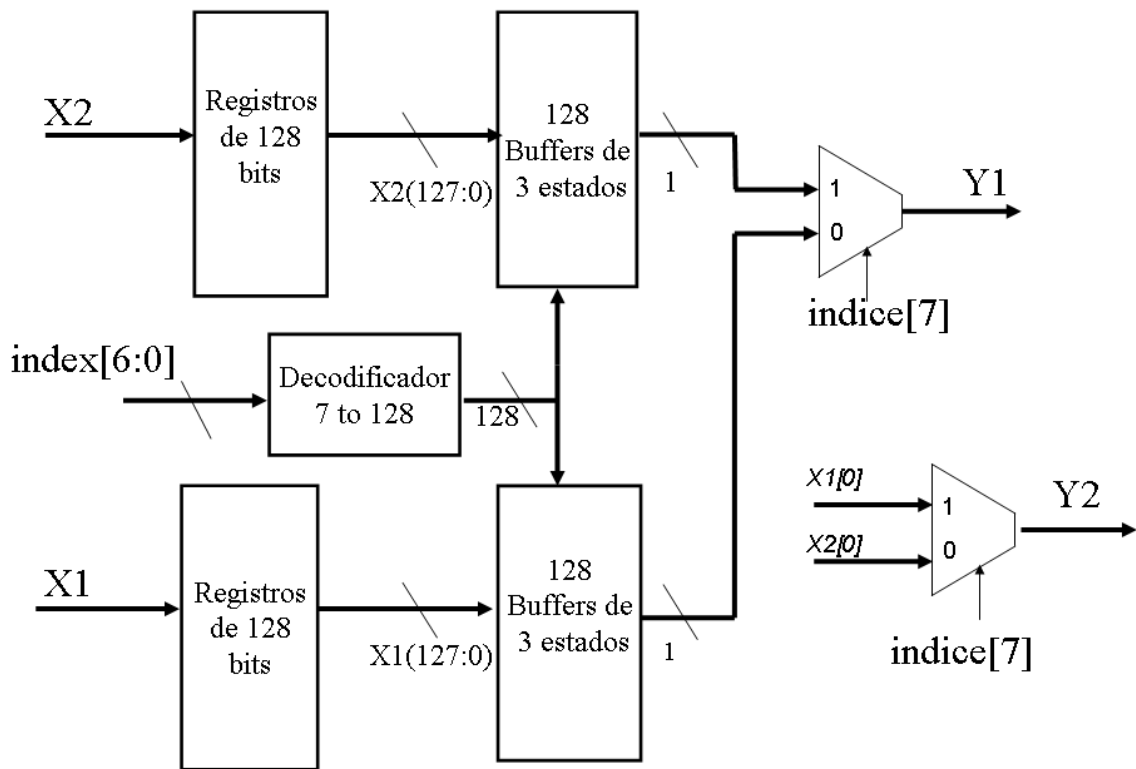 X2
Registros
de 128
bits
X2(127:0)
128
Buffers de
3 estados
1
1
0
Y1
indice[7]
index[6:0]
Decodificador
7 to 128
128
X1
Registros
de 128
bits
X1(127:0)
128
Buffers de
3 estados
1
X1[0]
X2[0]
1
0
Y2
indice[7]